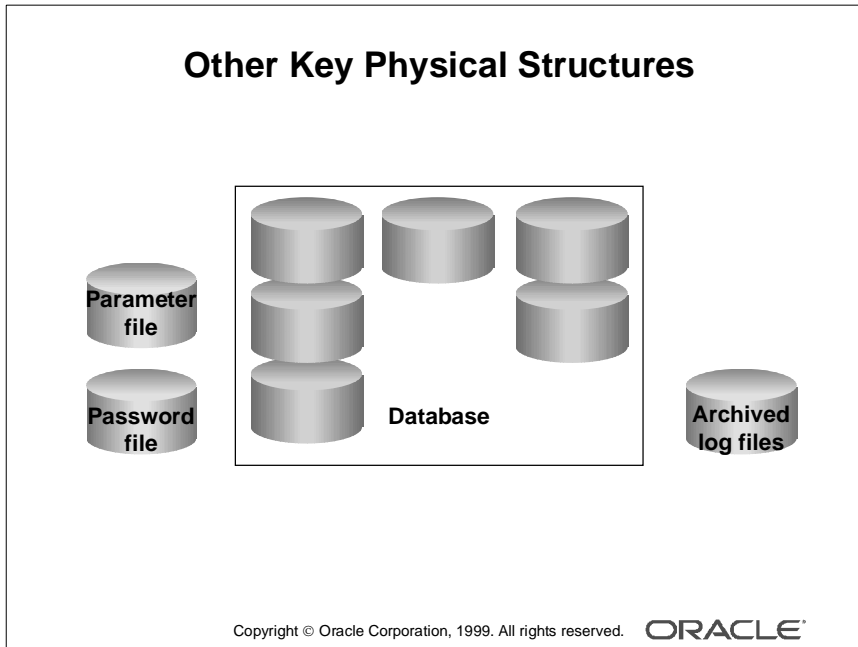 Other Key Physical Structures
Parameter
file
Password
file
Database
Archived
log files
Copyright © Oracle Corporation, 1999. All rights reserved.
ORACLE®